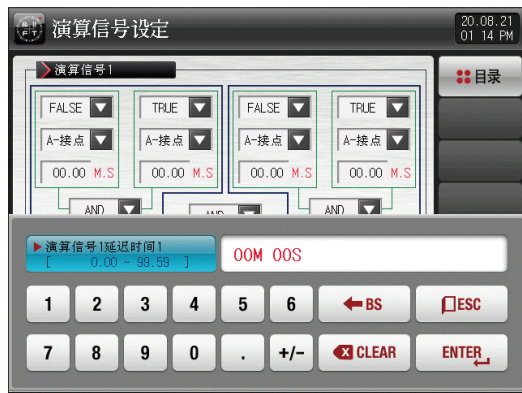 演算信号设定
20.08.21
01 14 PM
演算信号1
目录
FALSE TRUE FALSE TRUE
A-接点 A-接点 A-接点 A-接点
00.00 M.S 00.00 M.S 00.00 M.S 00.00 M.S
AND AND AND
演算信号1延迟时间1
[ 0.00 ~ 99.59 ]
00M 00S
1 2 3 4 5 6 BS ESC
7 8 9 0 . +/- CLEAR ENTER